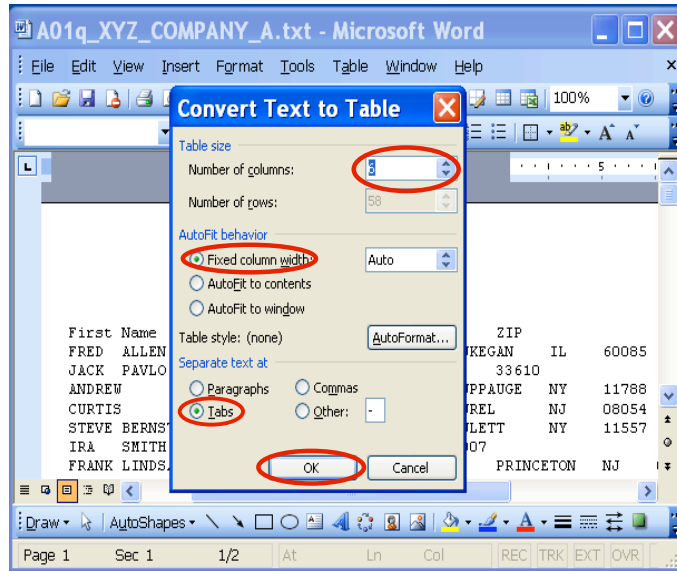 A01q_XYZ_COMPANY_A.txt - Microsoft Word
File Edit View Insert Format Tools Table Window Help
100%
Convert Text to Table
Table size
Number of columns: 6
Number of rows: 58
AutoFit behavior
Fixed column width: Auto
AutoFit to contents
AutoFit to window
Table style: (none) AutoFormat...
Separate text at
Paragraphs Commas
Tabs Other: -
OK Cancel
5
First Name ZIP
FRED ALLEN KEGAN IL 60085
JACK PAVLO 33610
ANDREW PPAUGE NY 11788
CURTIS REL NJ 08054
STEVE BERNST LETT NY 11557
IRA SMITH 07
FRANK LINDS PRINCETON NJ
Draw AutoShapes
Page 1 Sec 1 1/2 At Ln Col REC TRK EXT OVR